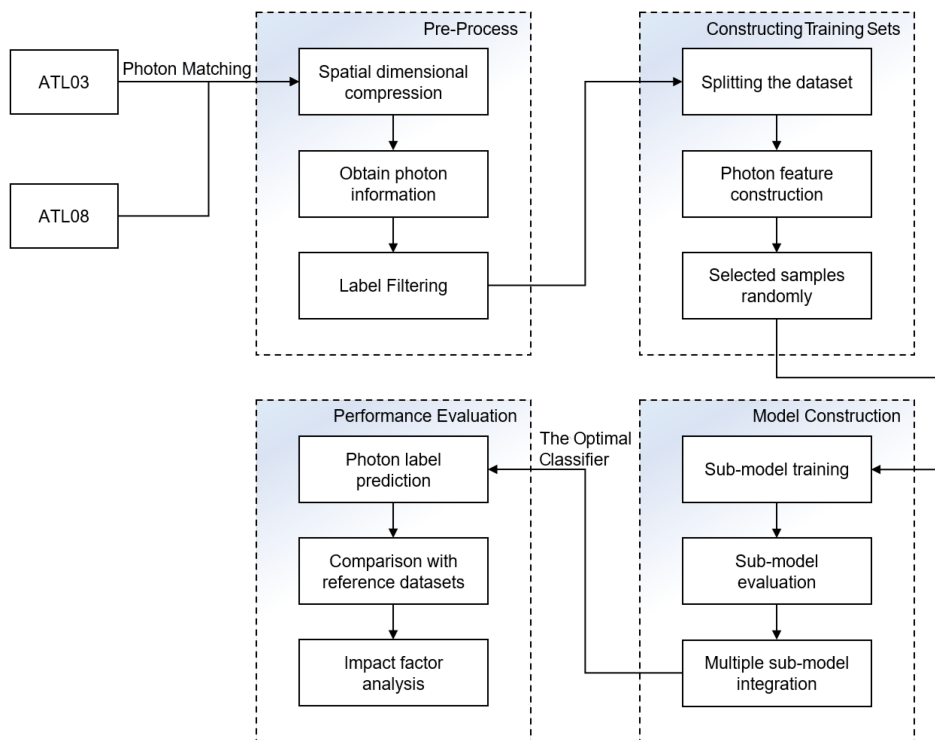 Pre-Process
Constructing Training Sets
ATL03
Photon Matching
Spatial dimensional
compression
Splitting the dataset
ATL08
Obtain photon
information
Photon feature
construction
Label Filtering
Selected samples
randomly
Performance Evaluation
Model Construction
Photon label
prediction
The Optimal
Classifier
Sub-model training
Comparison with
reference datasets
Sub-model
evaluation
Impact factor
analysis
Multiple sub-model
integration